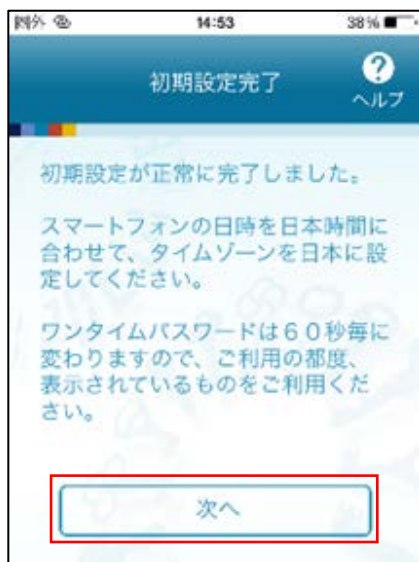 圏外 14:53 38%
初期設定完了
?
ヘルプ
初期設定が正常に完了しました。
スマートフォンの日時を日本時間に
合わせて、タイムゾーンを日本に設
定してください。
ワンタイムパスワードは60秒毎に
変わりますので、ご利用の都度、
表示されているものをご利用くだ
さい。
次へ